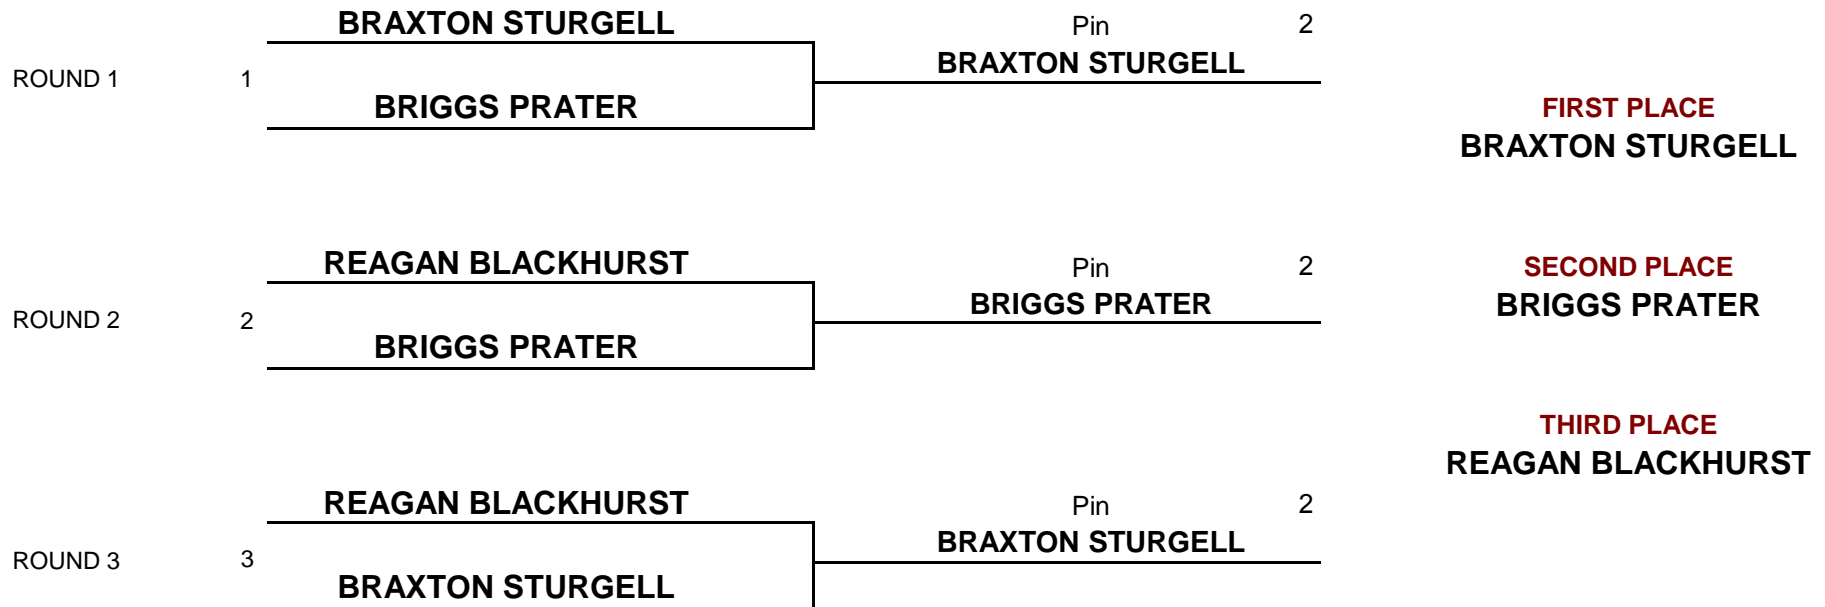 BRAXTON STURGELL
Pin 2
BRAXTON STURGELL
ROUND 1 1
BRIGGS PRATER
FIRST PLACE
BRAXTON STURGELL
REAGAN BLACKHURST
Pin 2
BRIGGS PRATER
ROUND 2 2
BRIGGS PRATER
SECOND PLACE
BRIGGS PRATER
THIRD PLACE
REAGAN BLACKHURST
REAGAN BLACKHURST
Pin 2
BRAXTON STURGELL
ROUND 3 3
BRAXTON STURGELL